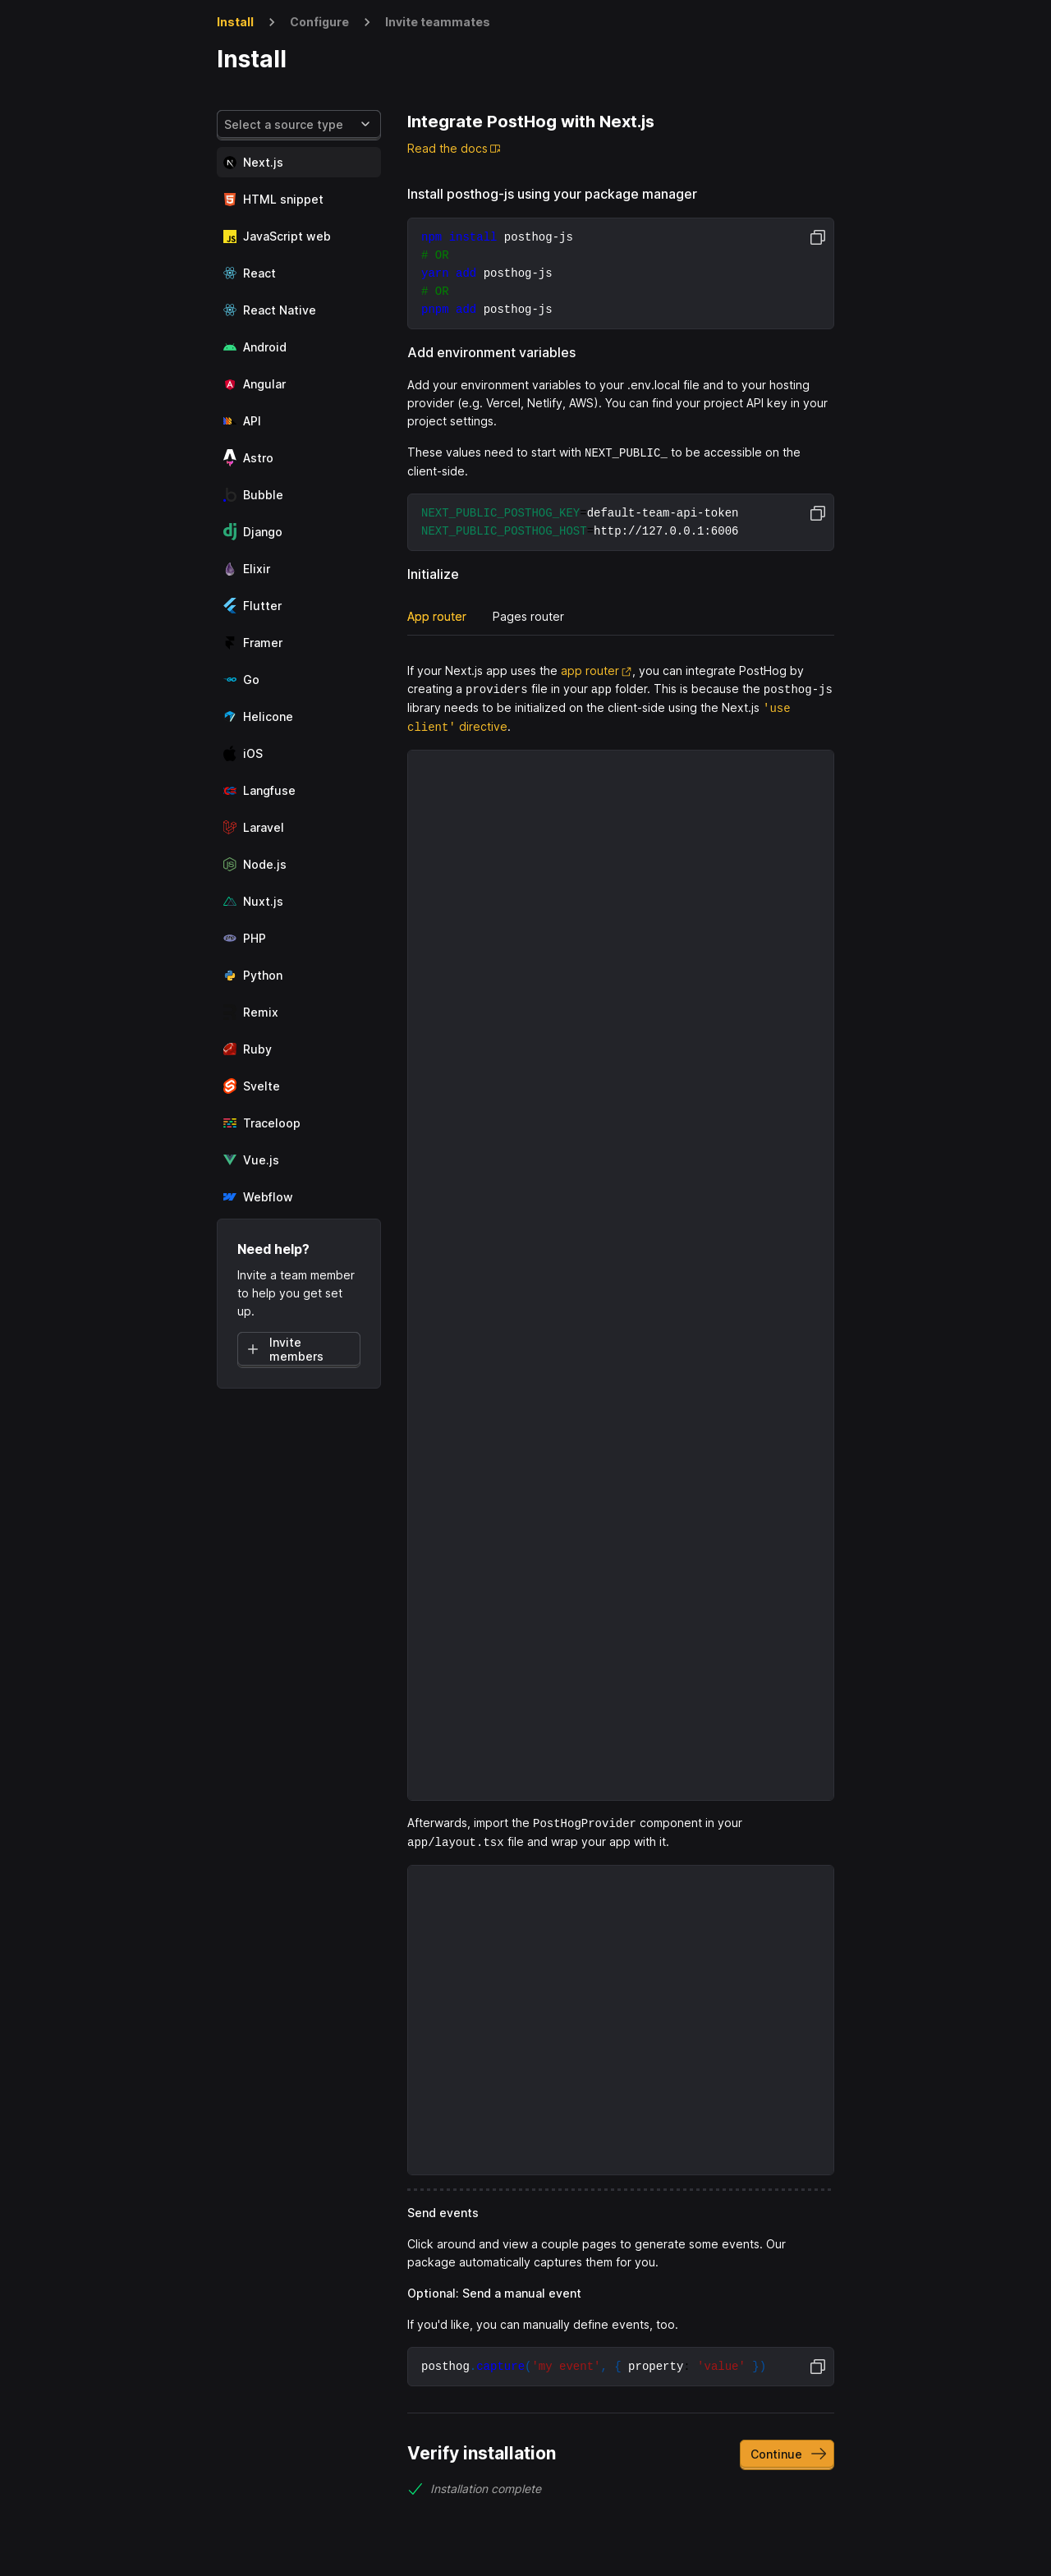 Install
Configure
Invite teammates
Install
Select a source type
Next.js
HTML snippet
JavaScript web
React
React Native
Android
Angular
API
Astro
Bubble
Django
Elixir
Flutter
Framer
Go
Helicone
iOS
Langfuse
Laravel
Node.js
Nuxt.js
PHP
Python
Remix
Ruby
Svelte
Traceloop
Vue.js
Webflow
Need help?
Invite a team member
to help you get set
up.
Invite
members
Integrate PostHog with Next.js
Read the docs
Install posthog-js using your package manager
npm install posthog-js
# OR
yarn add posthog-js
# OR
pnpm add posthog-js
Add environment variables
Add your environment variables to your .env.local file and to your hosting
provider (e.g. Vercel, Netlify, AWS). You can find your project API key in your
project settings.
These values need to start with NEXT_PUBLIC_ to be accessible on the
client-side.
NEXT_PUBLIC_POSTHOG_KEY=default-team-api-token
NEXT_PUBLIC_POSTHOG_HOST=http://127.0.0.1:6006
Initialize
App router
Pages router
If your Next.js app uses the app router, you can integrate PostHog by
creating a providers file in your app folder. This is because the posthog-js
library needs to be initialized on the client-side using the Next.js 'use
client' directive.
Afterwards, import the PostHogProvider component in your
app/layout.tsx file and wrap your app with it.
Send events
Click around and view a couple pages to generate some events. Our
package automatically captures them for you.
Optional: Send a manual event
If you'd like, you can manually define events, too.
posthog.capture('my event', { property: 'value' })
Verify installation
Continue
Installation complete